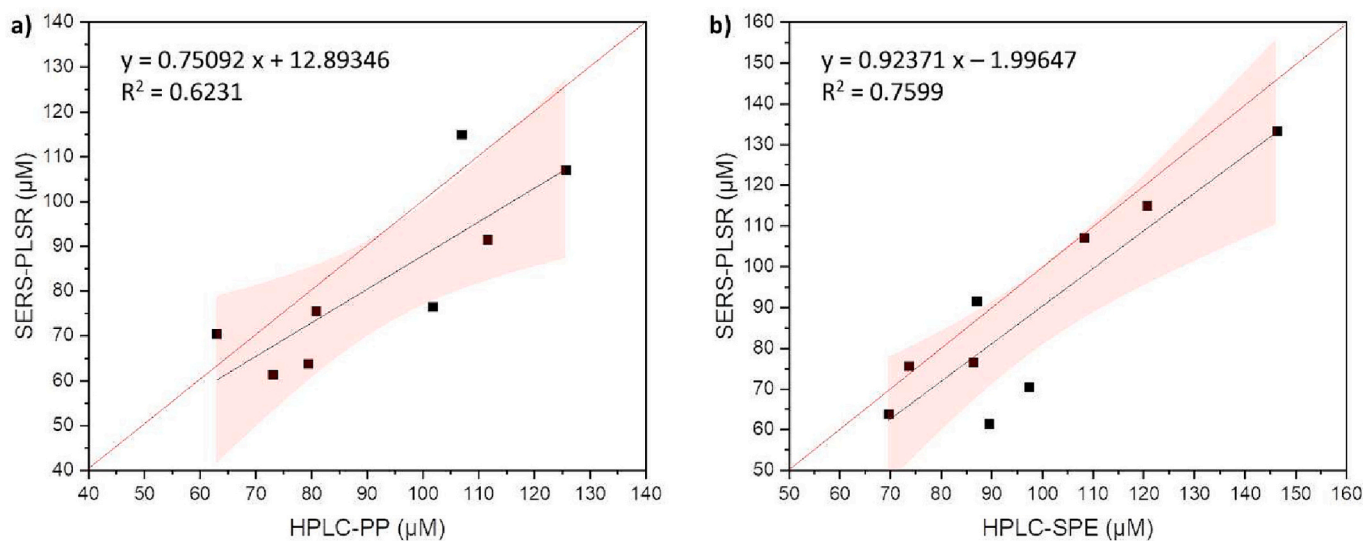 a)
y = 0.75092 x + 12.89346
R² = 0.6231
SERS-PLSR (µM)
140
130
120
110
100
90
80
70
60
50
40
40 50 60 70 80 90 100 110 120 130 140
HPLC-PP (µM)
b)
y = 0.92371 x – 1.99647
R² = 0.7599
SERS-PLSR (µM)
160
150
140
130
120
110
100
90
80
70
60
50
50 60 70 80 90 100 110 120 130 140 150 160
HPLC-SPE (µM)